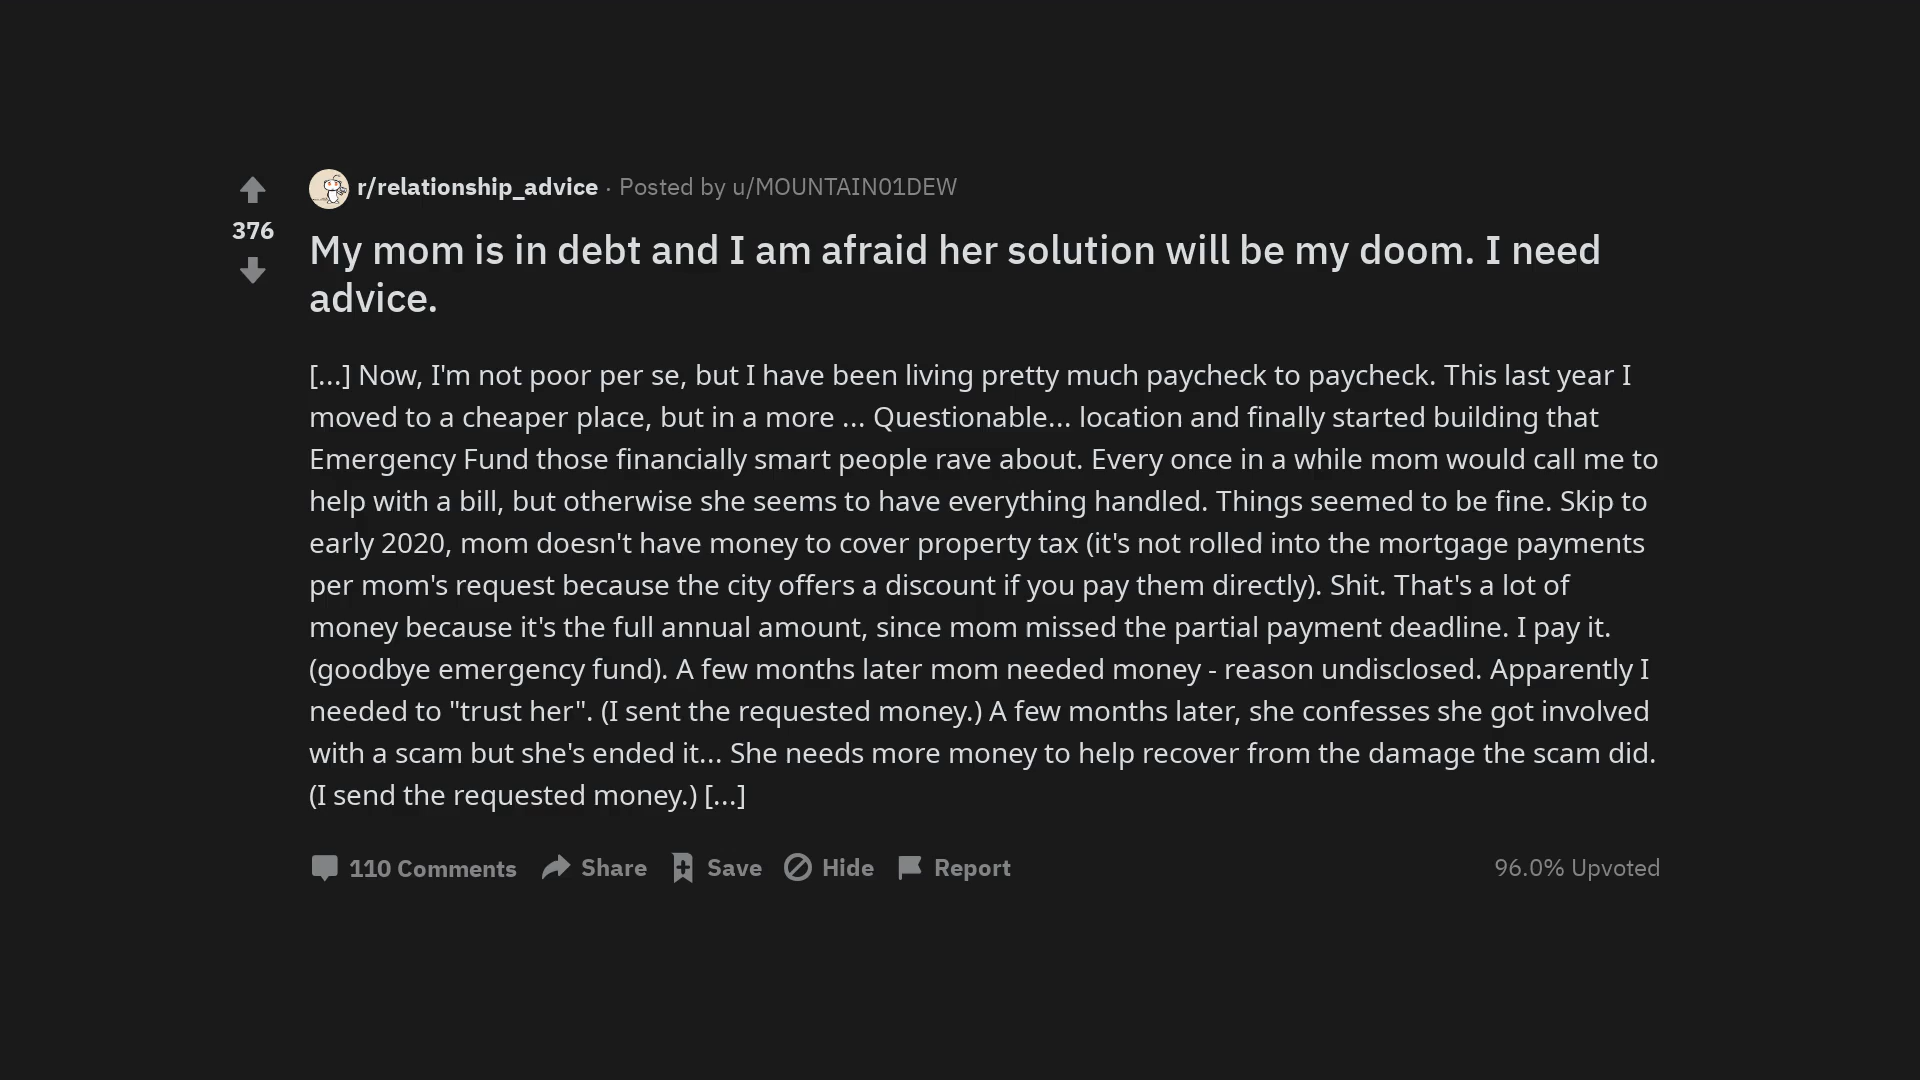 r/relationship_advice · Posted by u/MOUNTAIN01DEW
376
My mom is in debt and I am afraid her solution will be my doom. I need
advice.
[...] Now, I'm not poor per se, but I have been living pretty much paycheck to paycheck. This last year I
moved to a cheaper place, but in a more ... Questionable... location and finally started building that
Emergency Fund those financially smart people rave about. Every once in a while mom would call me to
help with a bill, but otherwise she seems to have everything handled. Things seemed to be fine. Skip to
early 2020, mom doesn't have money to cover property tax (it's not rolled into the mortgage payments
per mom's request because the city offers a discount if you pay them directly). Shit. That's a lot of
money because it's the full annual amount, since mom missed the partial payment deadline. I pay it.
(goodbye emergency fund). A few months later mom needed money - reason undisclosed. Apparently I
needed to "trust her". (I sent the requested money.) A few months later, she confesses she got involved
with a scam but she's ended it... She needs more money to help recover from the damage the scam did.
(I send the requested money.) [...]
110 Comments Share Save Hide Report 96.0% Upvoted